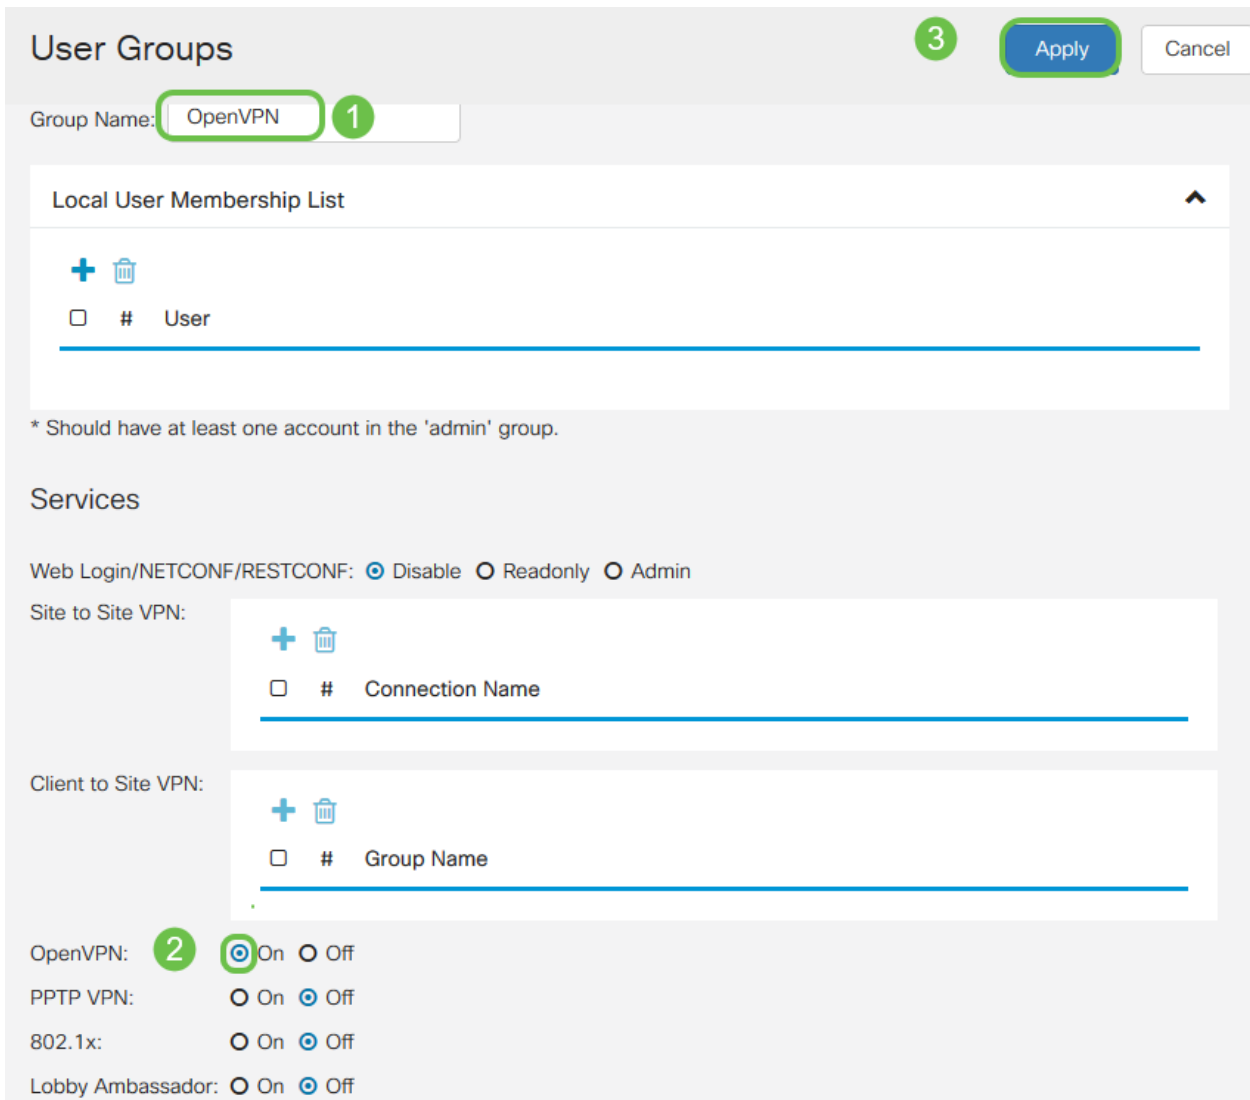 User Groups 3 Apply Cancel
Group Name: OpenVPN 1
Local User Membership List
# User
* Should have at least one account in the 'admin' group.
Services
Web Login/NETCONF/RESTCONF: Disable Readonly Admin
Site to Site VPN:
# Connection Name
Client to Site VPN:
# Group Name
OpenVPN: 2 On Off
PPTP VPN: On Off
802.1x: On Off
Lobby Ambassador: On Off